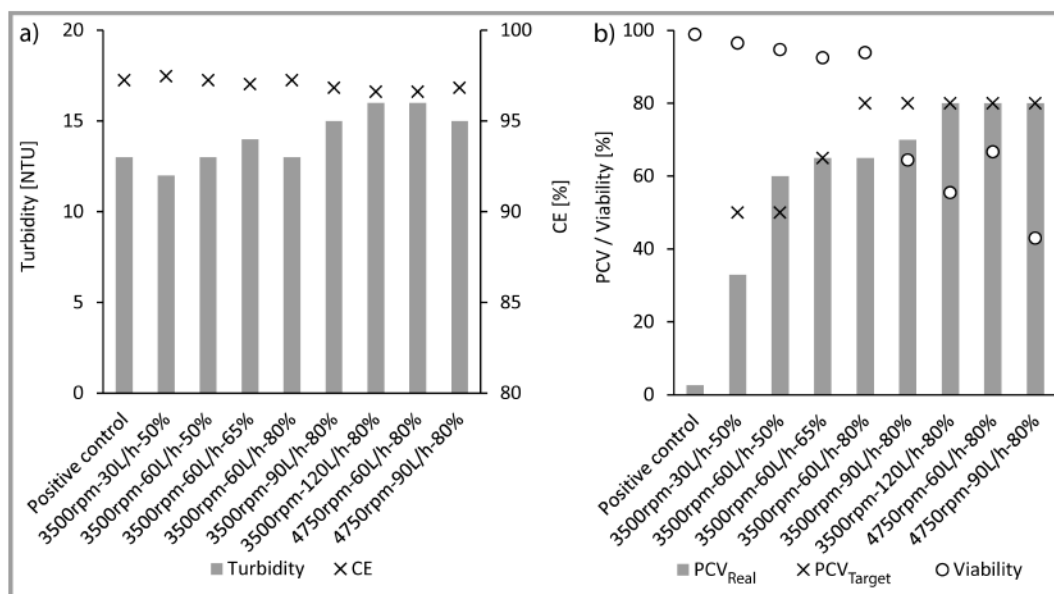 a)
20
15
10
5
0
Turbidity [NTU]
100
95
90
85
80
CE [%]
Positive control
3500rpm-30L/h-50%
3500rpm-60L/h-50%
3500rpm-60L/h-65%
3500rpm-60L/h-80%
3500rpm-90L/h-80%
3500rpm-120L/h-80%
4750rpm-60L/h-80%
4750rpm-90L/h-80%
Turbidity CE
b)
100
80
60
40
20
0
PCV / Viability [%]
Positive control
3500rpm-30L/h-50%
3500rpm-60L/h-50%
3500rpm-60L/h-65%
3500rpm-60L/h-80%
3500rpm-90L/h-80%
3500rpm-120L/h-80%
4750rpm-60L/h-80%
4750rpm-90L/h-80%
PCVReal PCVTarget Viability